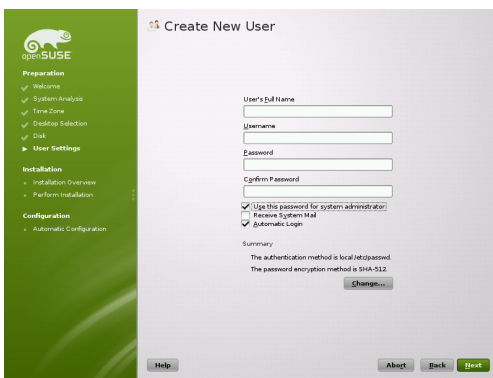 openSUSE
Preparation
Welcome
System Analysis
Time Zone
Desktop Selection
Disk
User Settings
Installation
Installation Overview
Perform Installation
Configuration
Automatic Configuration
Create New User
User's Full Name
Username
Password
Confirm Password
Use this password for system administrator
Receive System Mail
Automatic Login
Summary
The authentication method is local /etc/passwd.
The password encryption method is SHA-512.
Change...
Help
Abort
Back
Next